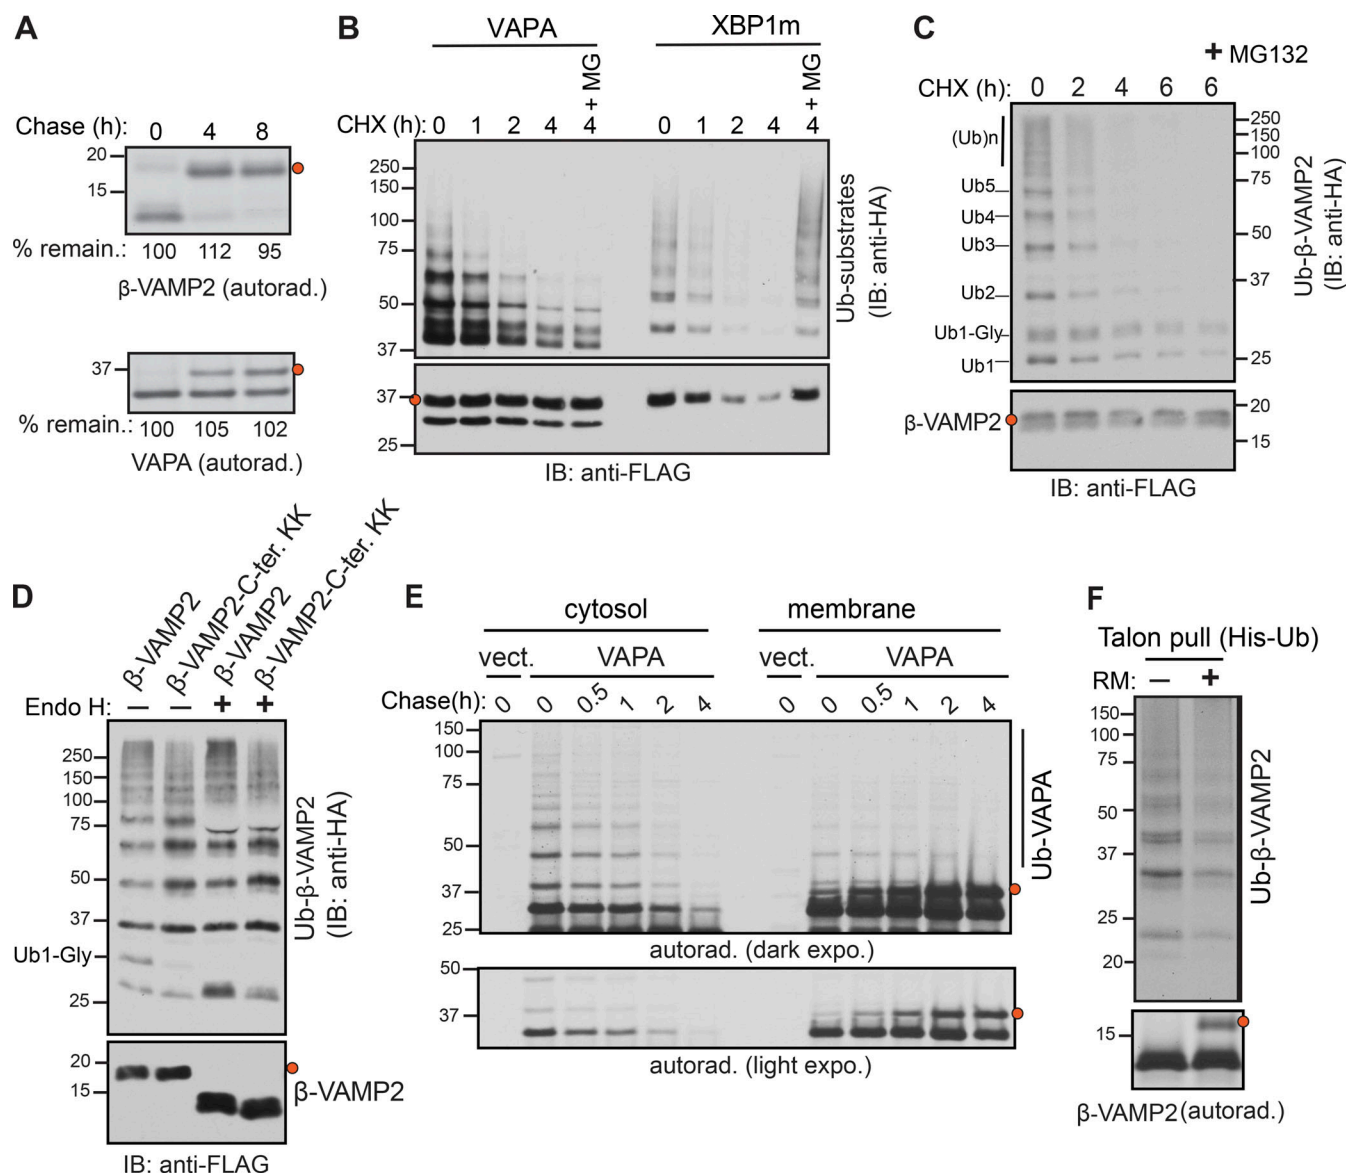 A
Chase (h): 0 4 8
20
15
% remain.: 100 112 95
β-VAMP2 (autorad.)
37
% remain.: 100 105 102
VAPA (autorad.)
B
VAPA XBP1m
+ MG + MG
CHX (h): 0 1 2 4 4 0 1 2 4 4
250
150
100
75
50
37
Ub-substrates
(IB: anti-HA)
37
25
IB: anti-FLAG
C
+ MG132
CHX (h): 0 2 4 6 6
(Ub)n
Ub5
Ub4
Ub3
Ub2
Ub1-Gly
Ub1
250
150
100
75
50
37
25
Ub-β-VAMP2
(IB: anti-HA)
β-VAMP2
20
15
IB: anti-FLAG
D
β-VAMP2
β-VAMP2-C-ter. KK
β-VAMP2
β-VAMP2-C-ter. KK
Endo H: – – + +
250
150
100
75
50
37
Ub1-Gly
25
Ub-β-VAMP2
(IB: anti-HA)
20
15
β-VAMP2
IB: anti-FLAG
E
cytosol membrane
vect. VAPA vect. VAPA
Chase(h): 0 0 0.5 1 2 4 0 0 0.5 1 2 4
150
100
75
50
37
25
Ub-VAPA
autorad. (dark expo.)
50
37
autorad. (light expo.)
F
Talon pull (His-Ub)
RM: – +
150
100
75
50
37
25
20
Ub-β-VAMP2
15
β-VAMP2 (autorad.)